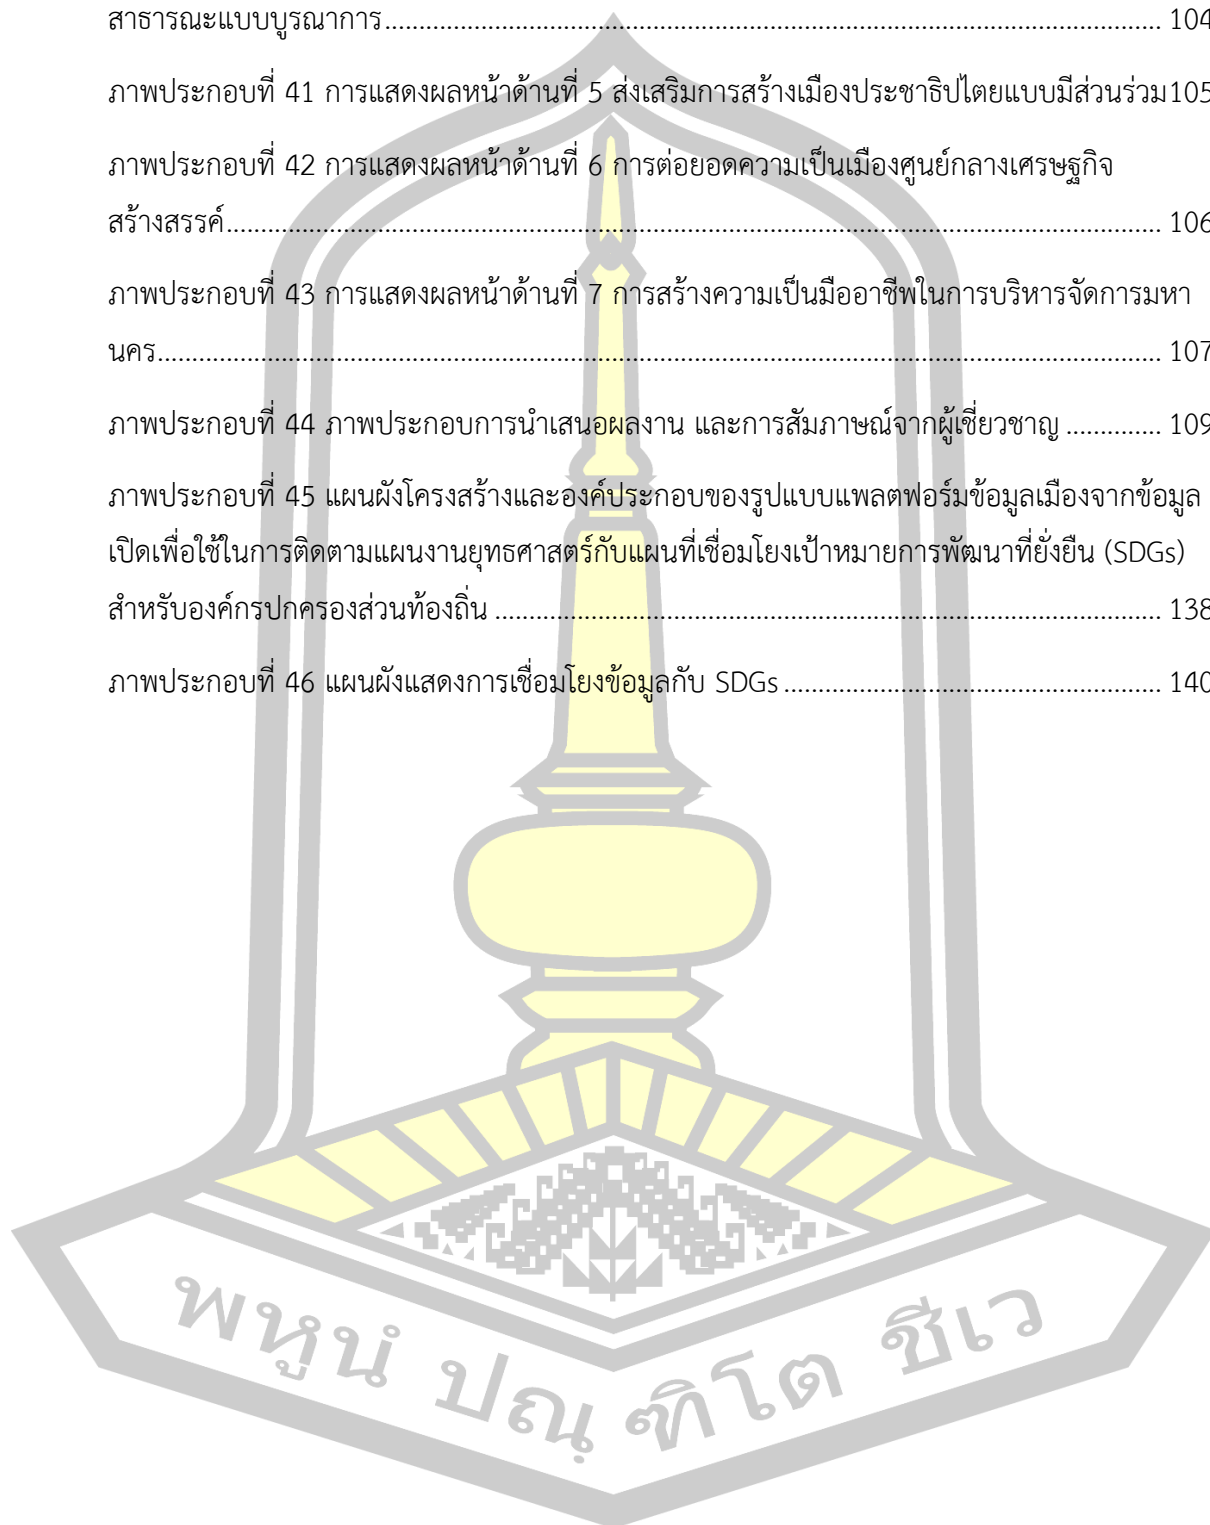 สาธารณะแบบบูรณาการ........................................................................................................ 104
ภาพประกอบที่ 41 การแสดงผลหน้าด้านที่ 5 ส่งเสริมการสร้างเมืองประชาธิปไตยแบบมีส่วนร่วม105
ภาพประกอบที่ 42 การแสดงผลหน้าด้านที่ 6 การต่อยอดความเป็นเมืองศูนย์กลางเศรษฐกิจ
สร้างสรรค์............................................................................................................................. 106
ภาพประกอบที่ 43 การแสดงผลหน้าด้านที่ 7 การสร้างความเป็นมืออาชีพในการบริหารจัดการมหา
นคร...................................................................................................................................... 107
ภาพประกอบที่ 44 ภาพประกอบการนำเสนอผลงาน และการสัมภาษณ์จากผู้เชี่ยวชาญ ............. 109
ภาพประกอบที่ 45 แผนผังโครงสร้างและองค์ประกอบของรูปแบบแพลตฟอร์มข้อมูลเมืองจากข้อมูล
เปิดเพื่อใช้ในการติดตามแผนงานยุทธศาสตร์กับแผนที่เชื่อมโยงเป้าหมายการพัฒนาที่ยั่งยืน (SDGs)
สำหรับองค์กรปกครองส่วนท้องถิ่น ......................................................................................... 138
ภาพประกอบที่ 46 แผนผังแสดงการเชื่อมโยงข้อมูลกับ SDGs .................................................. 140
พหูนํ ปณฺฑิโต ชีเว